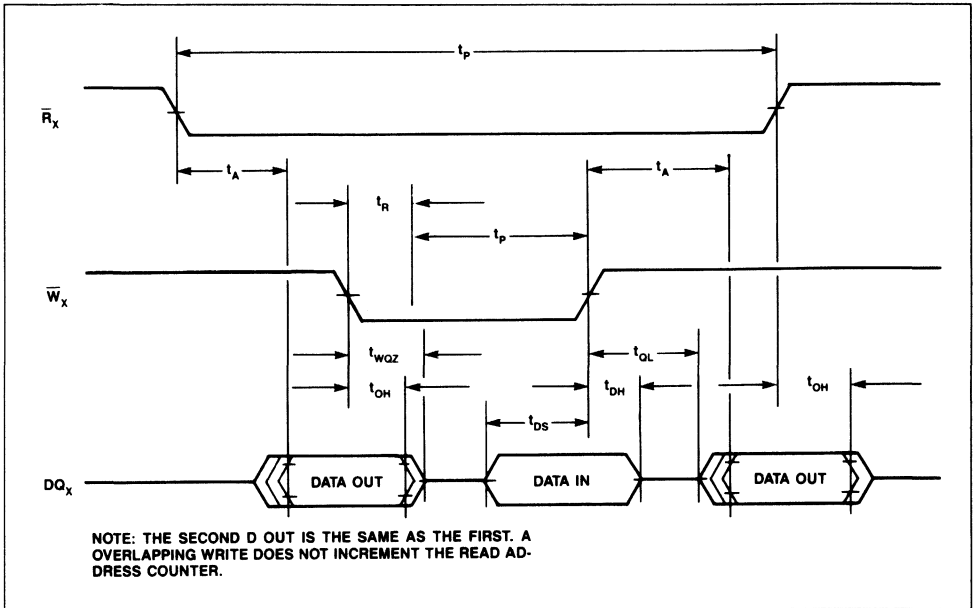 tP
R̅X
tA
tA
tR
tP
W̅X
tWQZ
tQL
tOH
tDH
tOH
tDS
DQX
DATA OUT
DATA IN
DATA OUT
NOTE: THE SECOND D OUT IS THE SAME AS THE FIRST. A
OVERLAPPING WRITE DOES NOT INCREMENT THE READ AD-
DRESS COUNTER.